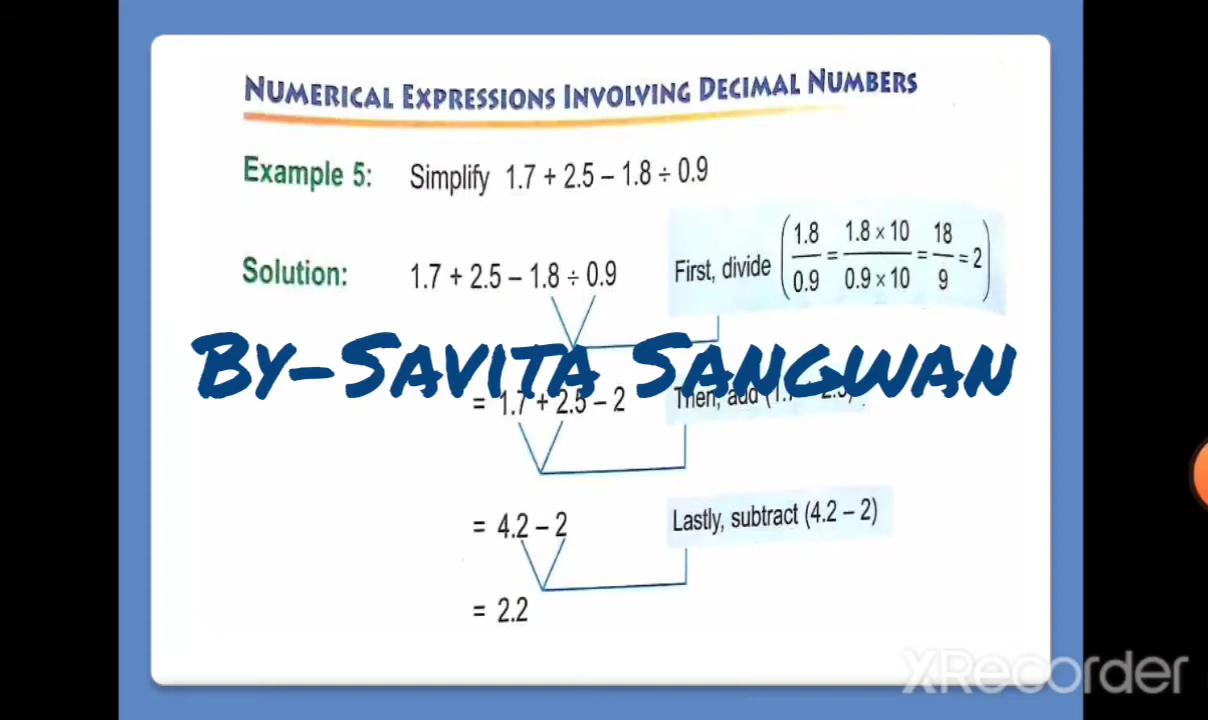 NUMERICAL EXPRESSIONS INVOLVING DECIMAL NUMBERS
Example 5: Simplify 1.7 + 2.5 – 1.8 ÷ 0.9
Solution: 1.7 + 2.5 – 1.8 ÷ 0.9 First, divide (1.8/0.9 = 1.8 × 10/0.9 × 10 = 18/9 = 2)
By-Savita Sangwan
= 1.7 + 2.5 – 2 Then, add
= 4.2 – 2 Lastly, subtract (4.2 – 2)
= 2.2
XRecorder